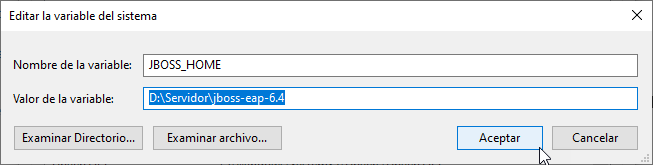 Editar la variable del sistema
Nombre de la variable: JBOSS_HOME
Valor de la variable: D:\Servidor\jboss-eap-6.4
Examinar Directorio... Examinar archivo... Aceptar Cancelar